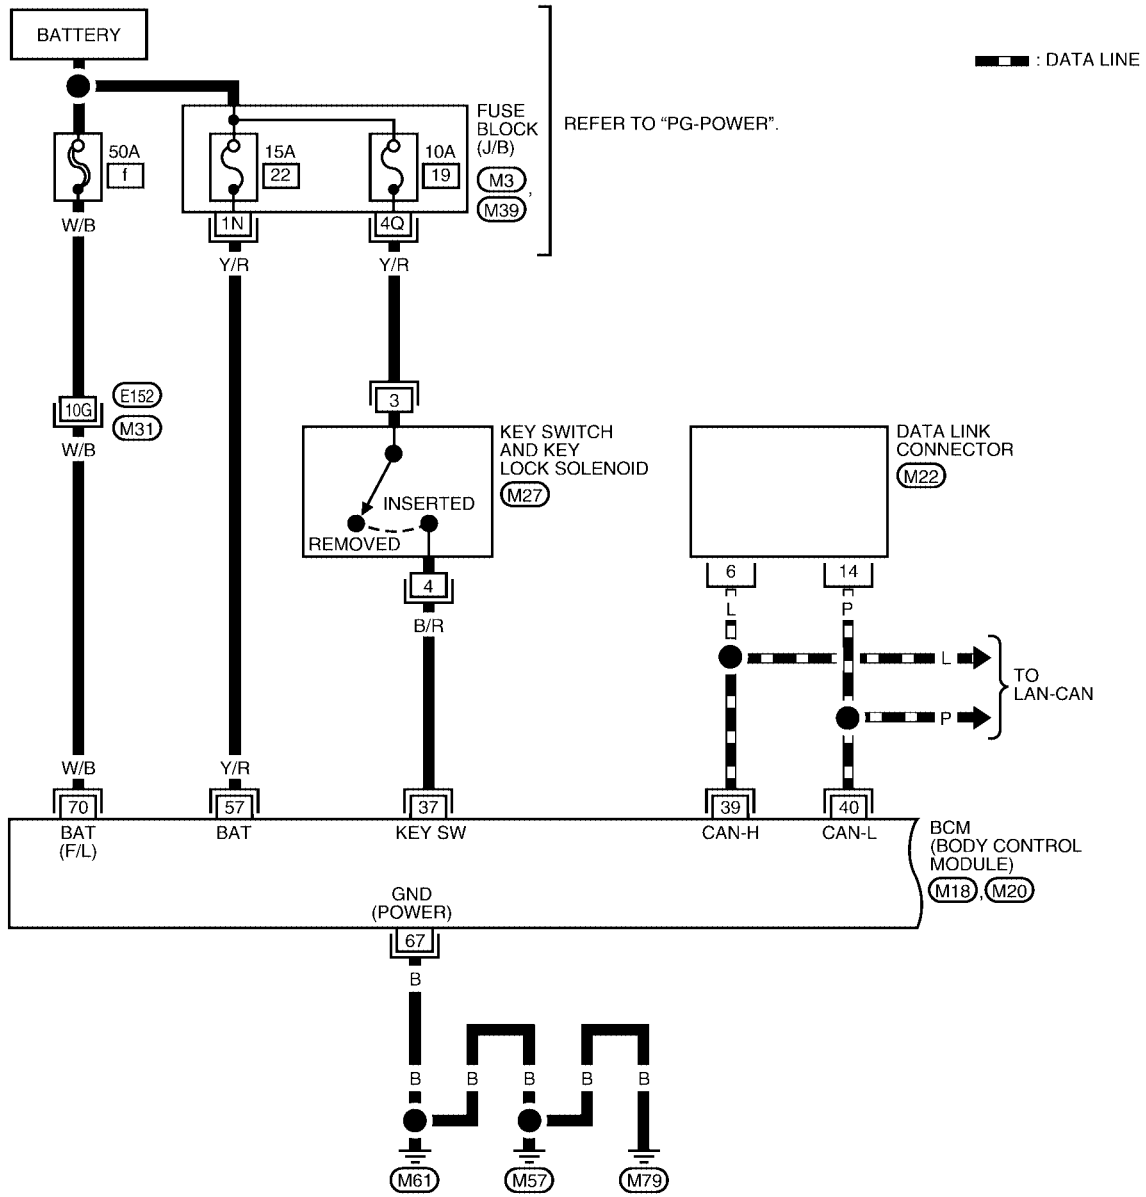 BATTERY
: DATA LINE
FUSE
BLOCK
(J/B)
REFER TO “PG-POWER”.
50A
f
15A
22
10A
19
M3
,
M39
W/B
1N
4Q
Y/R
Y/R
E152
10G
M31
3
W/B
KEY SWITCH
AND KEY
LOCK SOLENOID
M27
DATA LINK
CONNECTOR
M22
INSERTED
REMOVED
6
14
4
L
P
B/R
L
TO
LAN-CAN
P
W/B
Y/R
70
57
37
39
40
BAT
(F/L)
BAT
KEY SW
CAN-H
CAN-L
BCM
(BODY CONTROL
MODULE)
M18 , M20
GND
(POWER)
67
B
B
B
B
B
B
M61
M57
M79